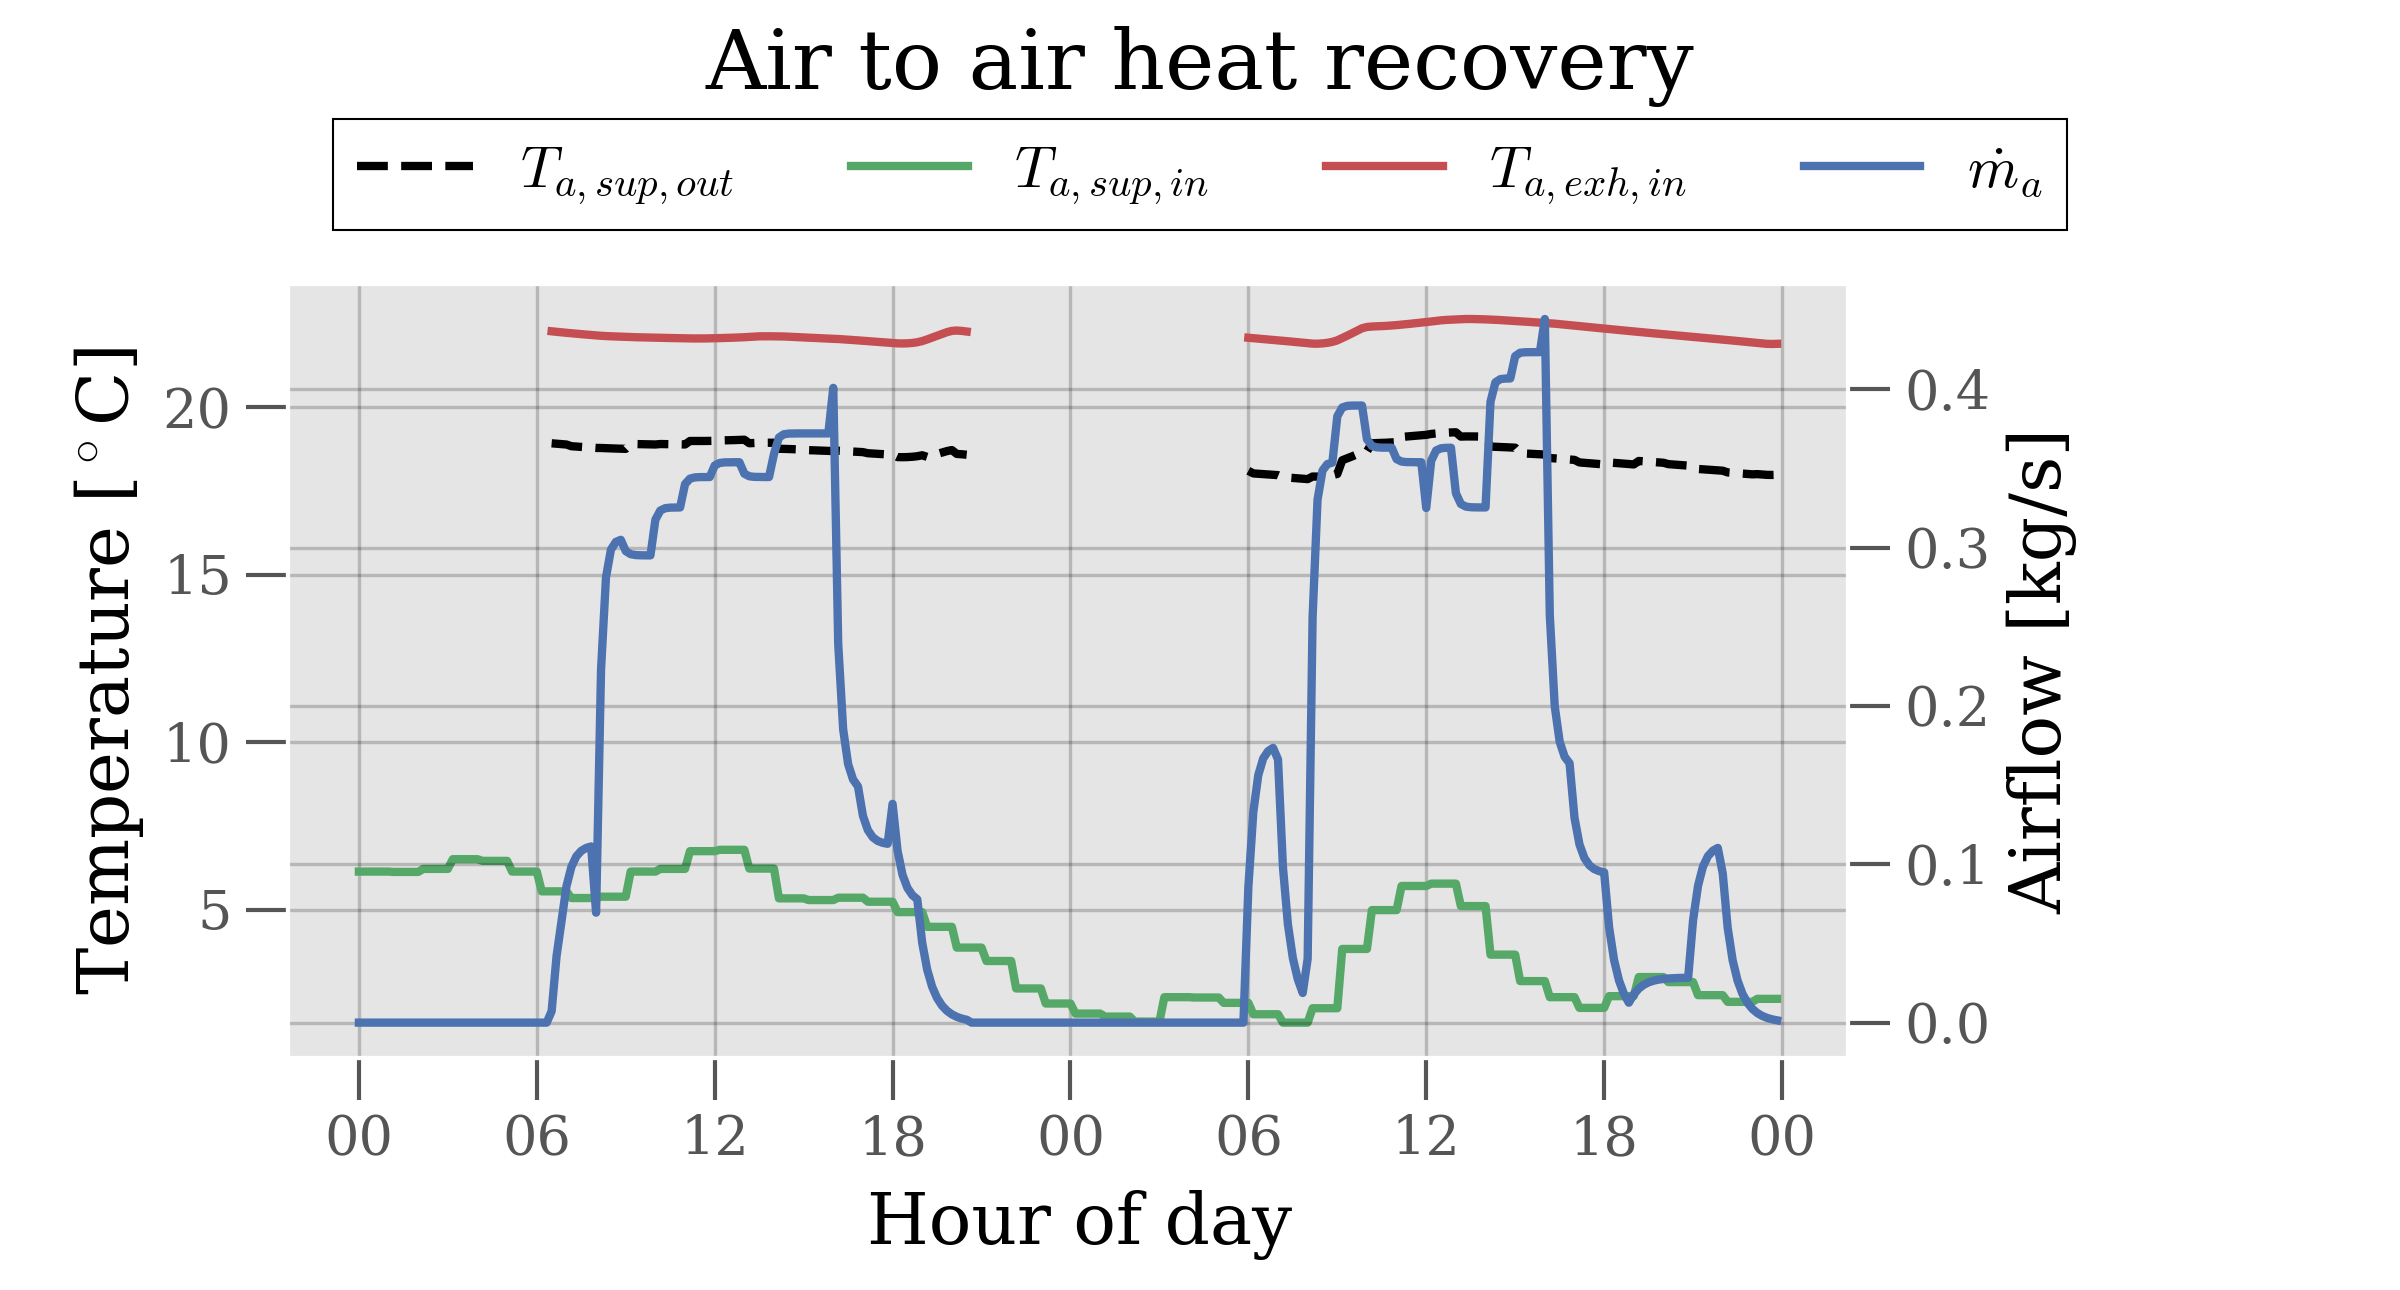 Air to air heat recovery
T_{a, sup, out} T_{a, sup, in} T_{a, exh, in} ṁ_a
Temperature [°C]
20
15
10
5
0.4
0.3
0.2
0.1
0.0
Airflow [kg/s]
00 06 12 18 00 06 12 18 00
Hour of day